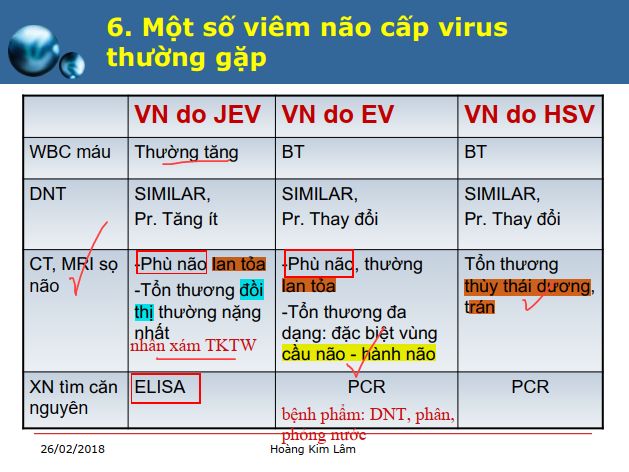 6. Một số viêm não cấp virus
thường gặp
VN do JEV VN do EV VN do HSV
WBC máu Thường tăng BT BT
DNT SIMILAR, SIMILAR, SIMILAR,
Pr. Tăng ít Pr. Thay đổi Pr. Thay đổi
CT, MRI sọ
não
-Phù não lan tỏa
-Tổn thương đồi
thị thường nặng
nhất
nhân xám TKTW
-Phù não, thường
lan tỏa
-Tổn thương đa
dạng: đặc biệt vùng
cầu não - hành não
Tổn thương
thùy thái dương,
trán
XN tìm căn
nguyên
ELISA
PCR
bệnh phẩm: DNT, phân,
phỏng nước
PCR
26/02/2018 Hoàng Kim Lâm